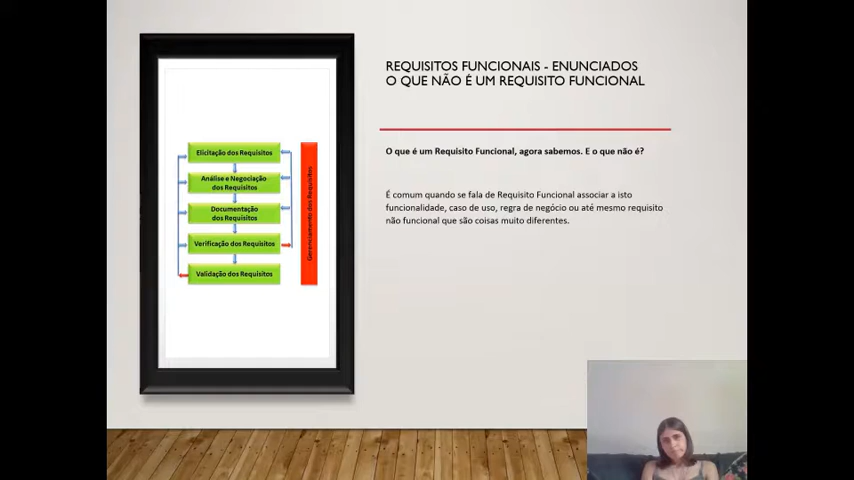 REQUISITOS FUNCIONAIS - ENUNCIADOS
O QUE NÃO É UM REQUISITO FUNCIONAL
O que é um Requisito Funcional, agora sabemos. E o que não é?
É comum quando se fala de Requisito Funcional associar a isto
funcionalidade, caso de uso, regra de negócio ou até mesmo requisito
não funcional que são coisas muito diferentes.
Elicitação dos Requisitos
Análise e Negociação
dos Requisitos
Documentação
dos Requisitos
Verificação dos Requisitos
Validação dos Requisitos
Gerenciamento dos Requisitos